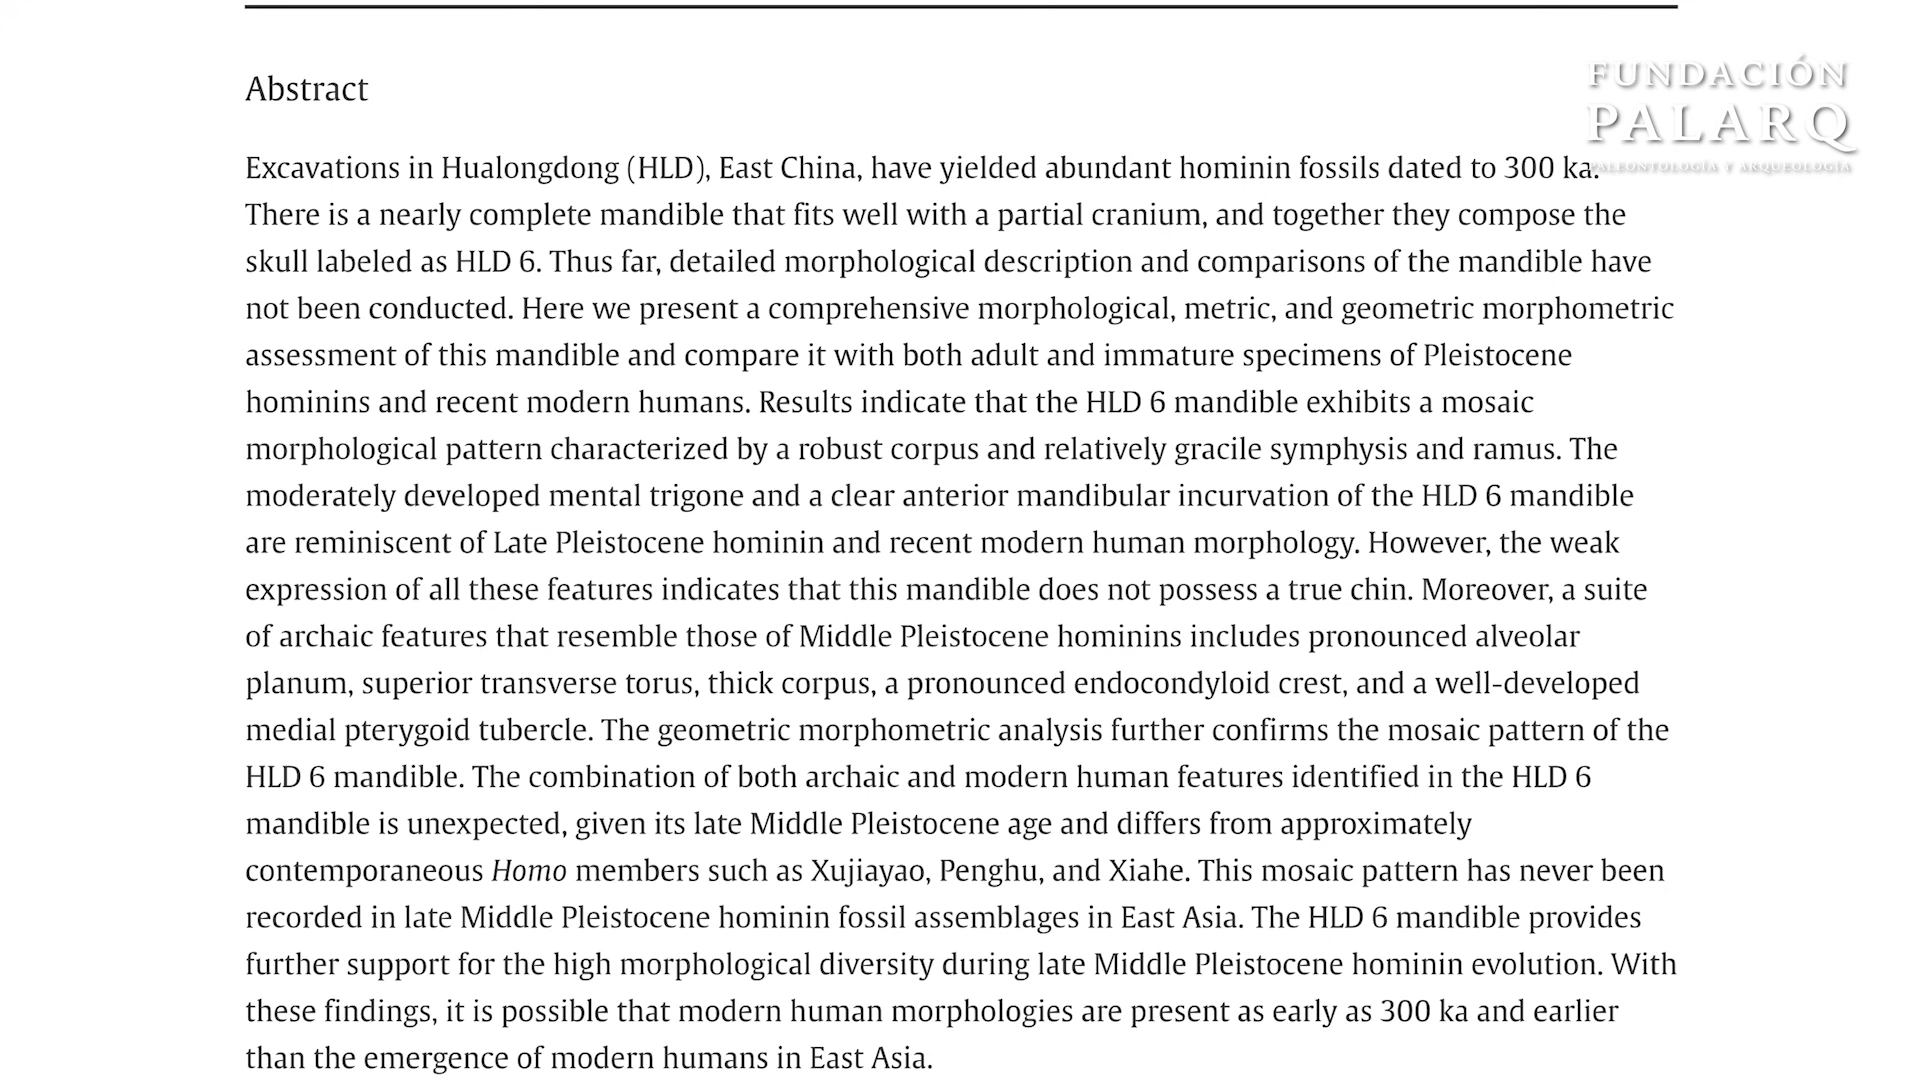 Abstract
FUNDACIÓN
PALARQ
PALEONTOLOGÍA Y ARQUEOLOGÍA
Excavations in Hualongdong (HLD), East China, have yielded abundant hominin fossils dated to 300 ka.
There is a nearly complete mandible that fits well with a partial cranium, and together they compose the
skull labeled as HLD 6. Thus far, detailed morphological description and comparisons of the mandible have
not been conducted. Here we present a comprehensive morphological, metric, and geometric morphometric
assessment of this mandible and compare it with both adult and immature specimens of Pleistocene
hominins and recent modern humans. Results indicate that the HLD 6 mandible exhibits a mosaic
morphological pattern characterized by a robust corpus and relatively gracile symphysis and ramus. The
moderately developed mental trigone and a clear anterior mandibular incurvation of the HLD 6 mandible
are reminiscent of Late Pleistocene hominin and recent modern human morphology. However, the weak
expression of all these features indicates that this mandible does not possess a true chin. Moreover, a suite
of archaic features that resemble those of Middle Pleistocene hominins includes pronounced alveolar
planum, superior transverse torus, thick corpus, a pronounced endocondyloid crest, and a well-developed
medial pterygoid tubercle. The geometric morphometric analysis further confirms the mosaic pattern of the
HLD 6 mandible. The combination of both archaic and modern human features identified in the HLD 6
mandible is unexpected, given its late Middle Pleistocene age and differs from approximately
contemporaneous Homo members such as Xujiayao, Penghu, and Xiahe. This mosaic pattern has never been
recorded in late Middle Pleistocene hominin fossil assemblages in East Asia. The HLD 6 mandible provides
further support for the high morphological diversity during late Middle Pleistocene hominin evolution. With
these findings, it is possible that modern human morphologies are present as early as 300 ka and earlier
than the emergence of modern humans in East Asia.